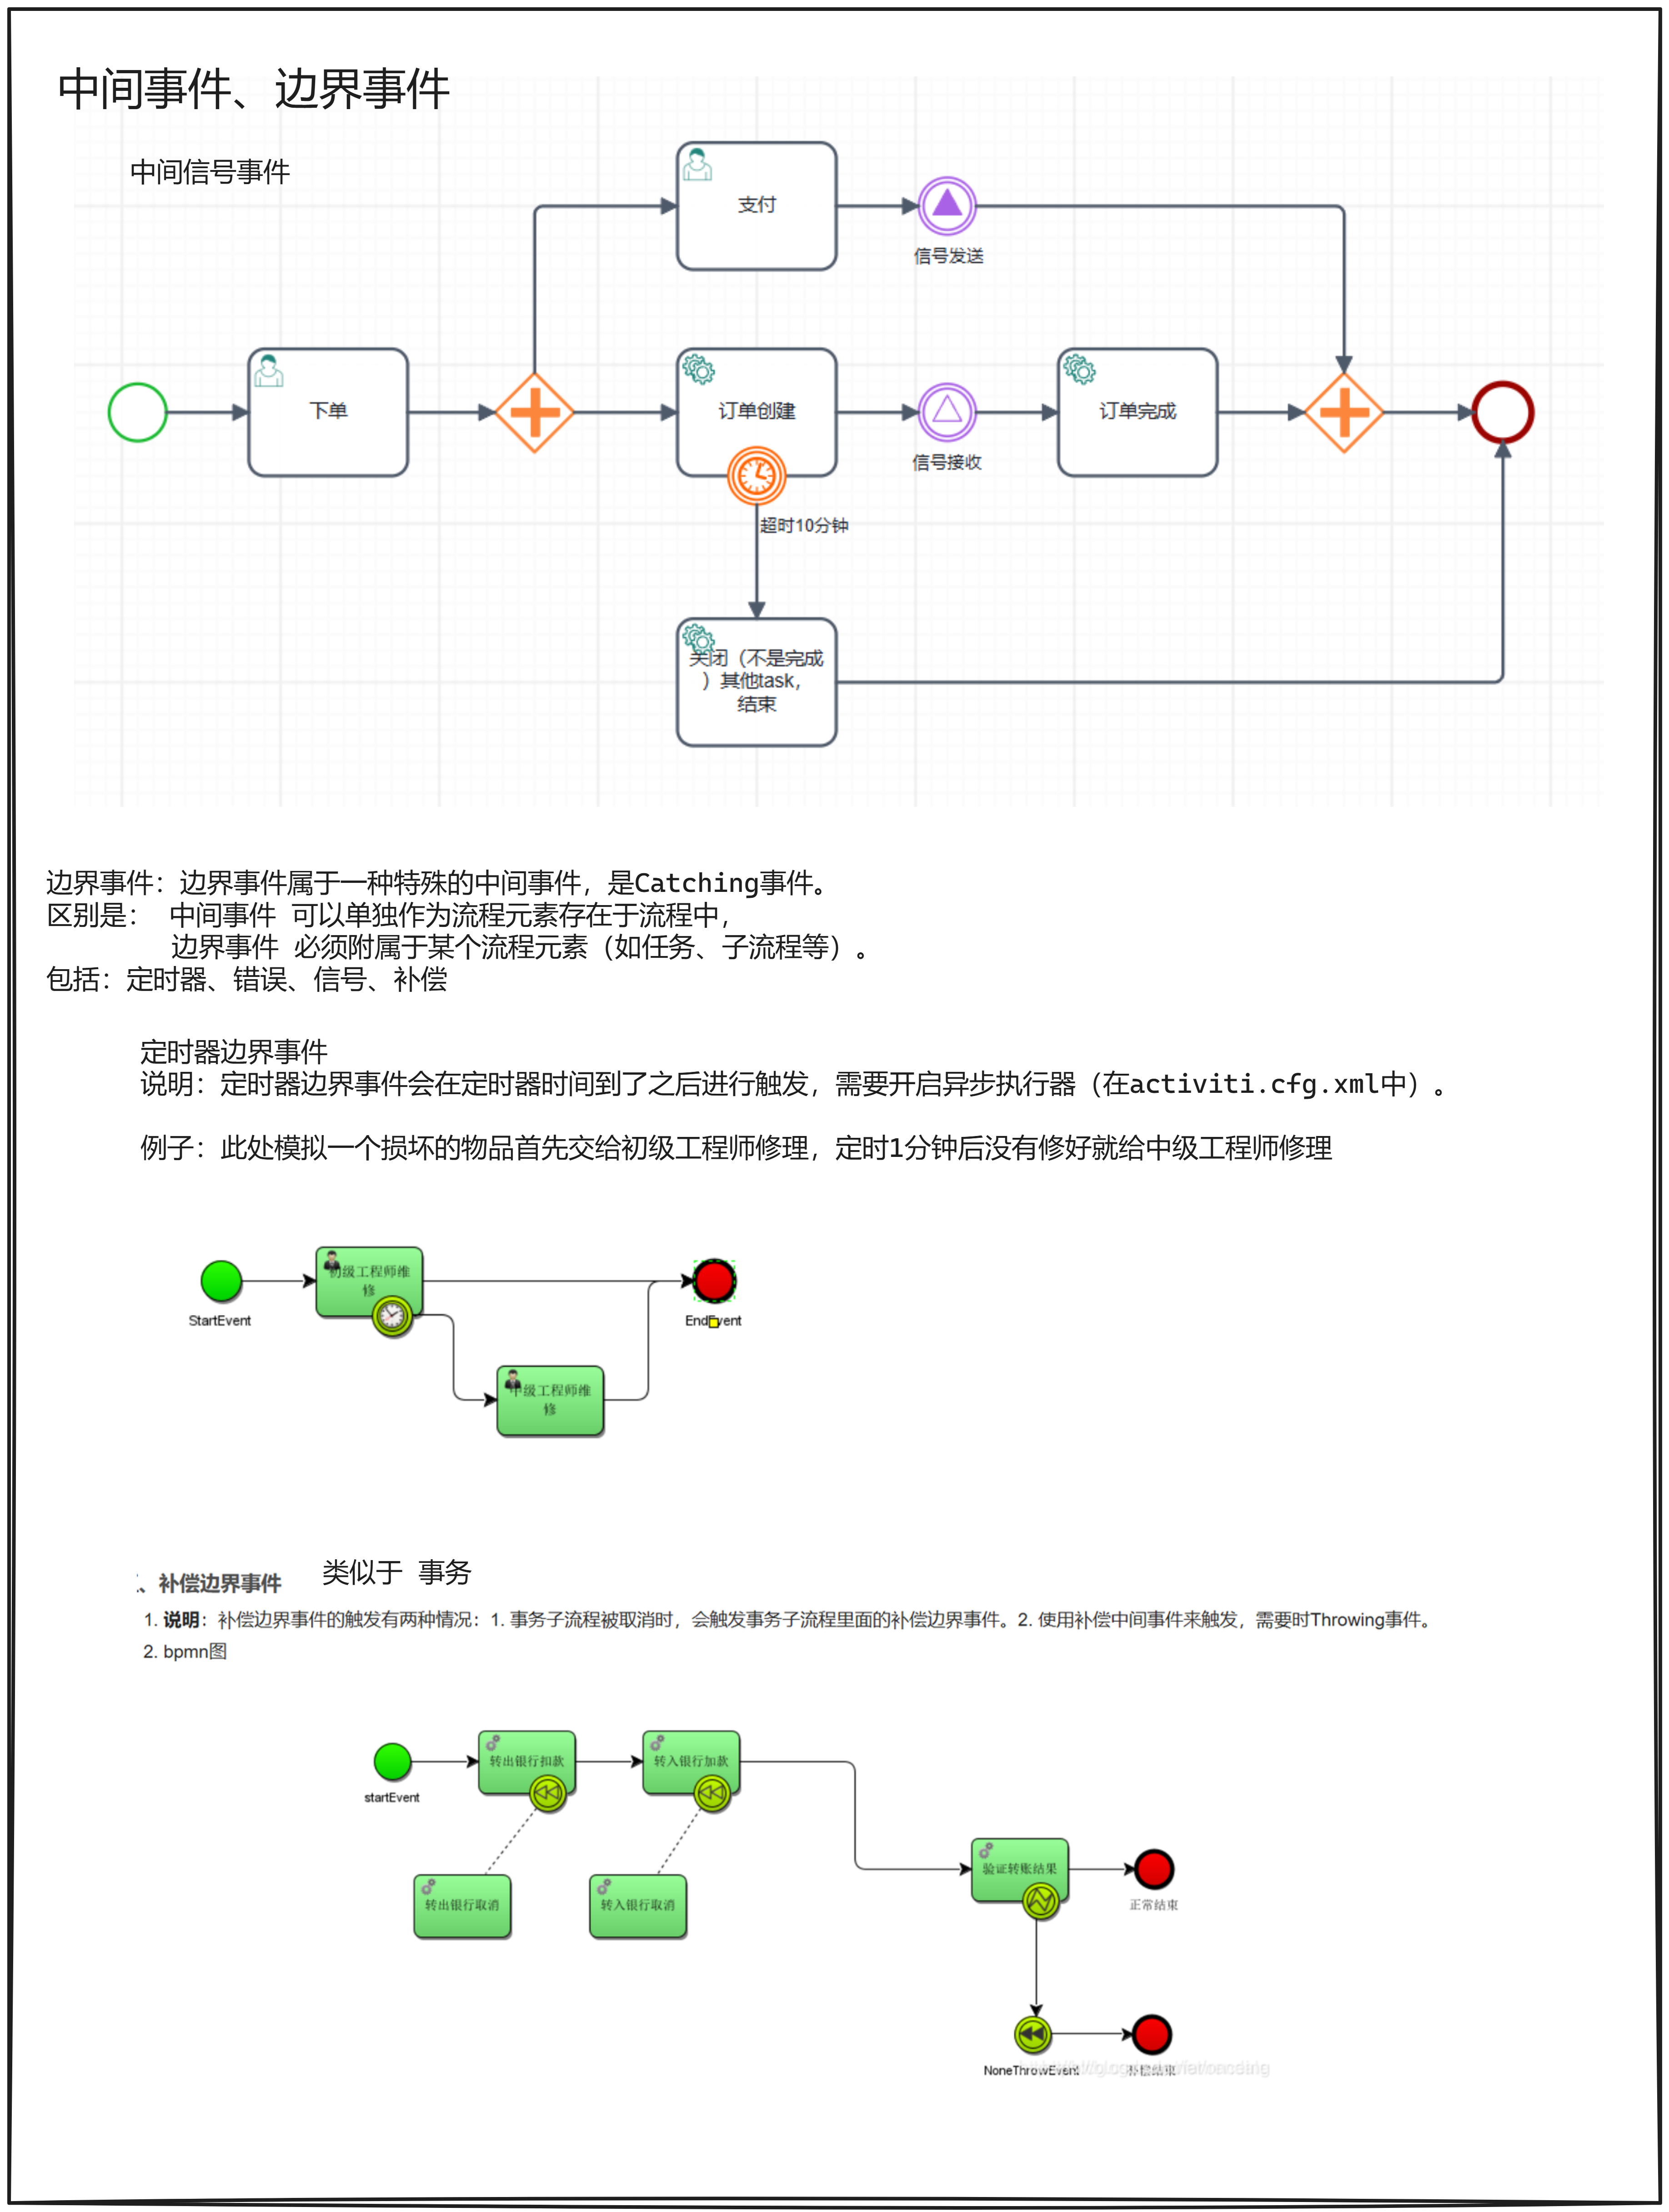 中间事件、边界事件
中间信号事件
支付
信号发送
下单
订单创建
信号接收
订单完成
超时10分钟
关闭（不是完成
）其他task，
结束
边界事件：边界事件属于一种特殊的中间事件，是Catching事件。
区别是： 中间事件 可以单独作为流程元素存在于流程中，
边界事件 必须附属于某个流程元素（如任务、子流程等）。
包括：定时器、错误、信号、补偿
定时器边界事件
说明：定时器边界事件会在定时器时间到了之后进行触发，需要开启异步执行器（在activiti.cfg.xml中）。
例子：此处模拟一个损坏的物品首先交给初级工程师修理，定时1分钟后没有修好就给中级工程师修理
初级工程师维
修
StartEvent
EndEvent
中级工程师维
修
类似于 事务
、补偿边界事件
1. 说明：补偿边界事件的触发有两种情况：1. 事务子流程被取消时，会触发事务子流程里面的补偿边界事件。2. 使用补偿中间事件来触发，需要时Throwing事件。
2. bpmn图
转出银行扣款
转入银行加款
startEvent
验证转账结果
转出银行取消
转入银行取消
正常结束
NoneThrowEvent